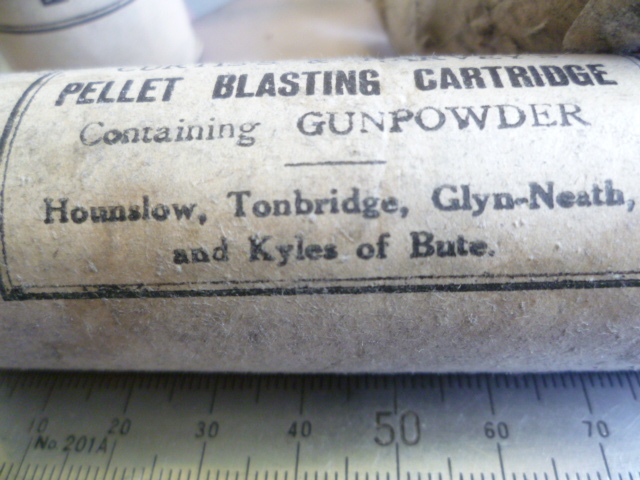 PELLET BLASTING CARTRIDGE
Containing GUNPOWDER
Hounslow, Tonbridge, Glyn-Neath,
and Kyles of Bute.
10 20 30 40 50 60 70
No 201A